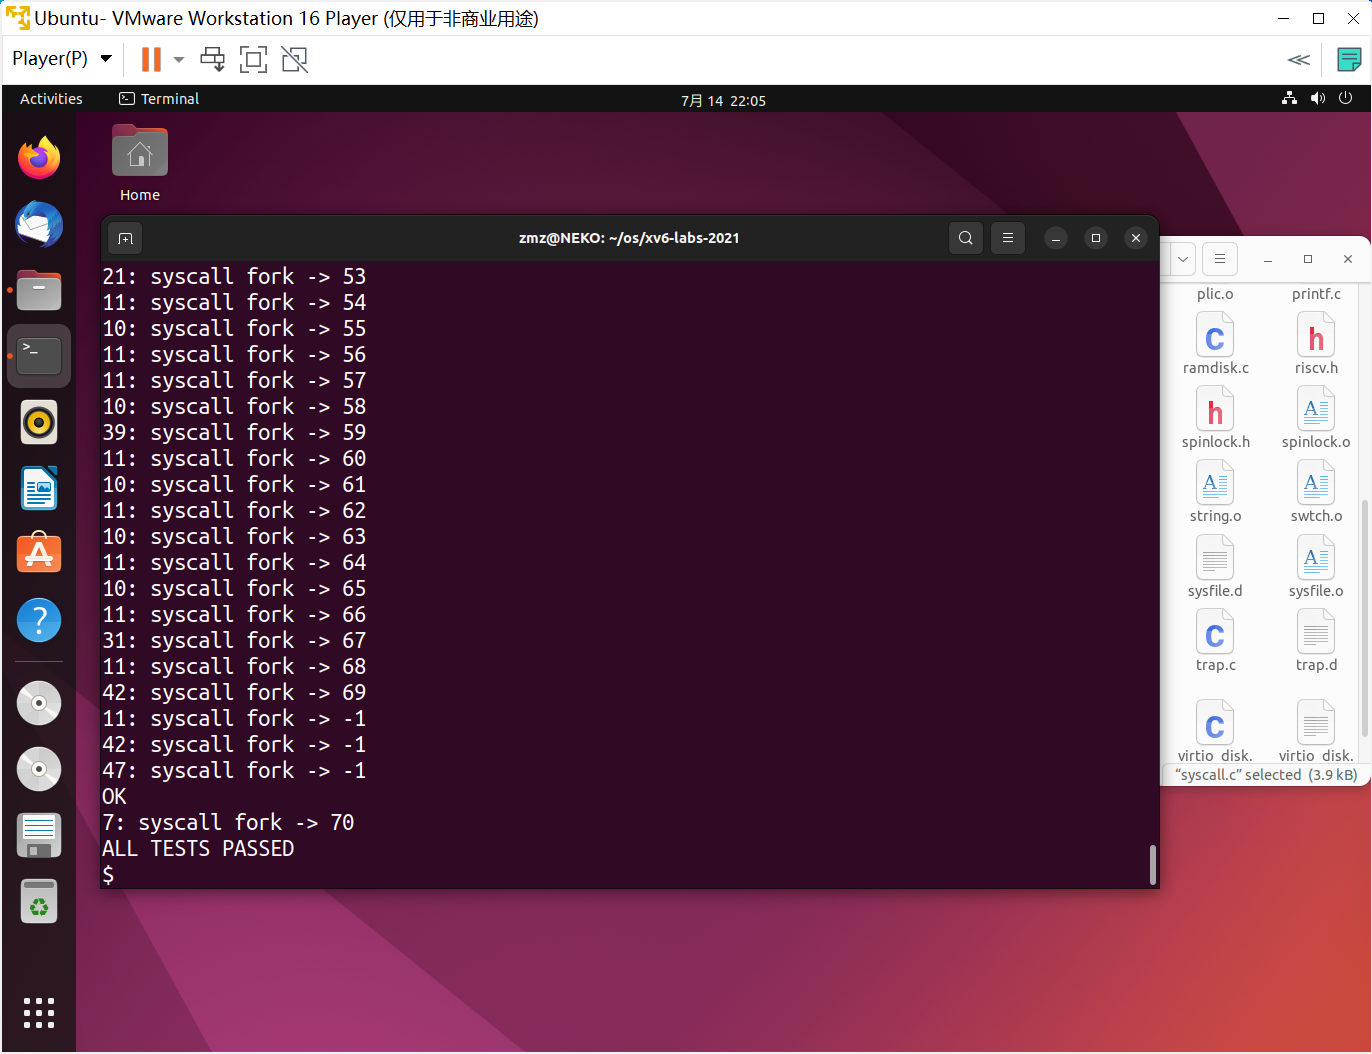 Ubuntu- VMware Workstation 16 Player (仅用于非商业用途)
Player(P)
Activities
Terminal
7月 14 22:05
Home
zmz@NEKO: ~/os/xv6-labs-2021
21: syscall fork -> 53
11: syscall fork -> 54
10: syscall fork -> 55
11: syscall fork -> 56
11: syscall fork -> 57
10: syscall fork -> 58
39: syscall fork -> 59
11: syscall fork -> 60
10: syscall fork -> 61
11: syscall fork -> 62
10: syscall fork -> 63
11: syscall fork -> 64
10: syscall fork -> 65
11: syscall fork -> 66
31: syscall fork -> 67
11: syscall fork -> 68
42: syscall fork -> 69
11: syscall fork -> -1
42: syscall fork -> -1
47: syscall fork -> -1
OK
7: syscall fork -> 70
ALL TESTS PASSED
$
plic.o printf.c
ramdisk.c riscv.h
spinlock.h spinlock.o
string.o swtch.o
sysfile.d sysfile.o
trap.c trap.d
virtio_disk. virtio_disk.
“syscall.c” selected (3.9 kB)